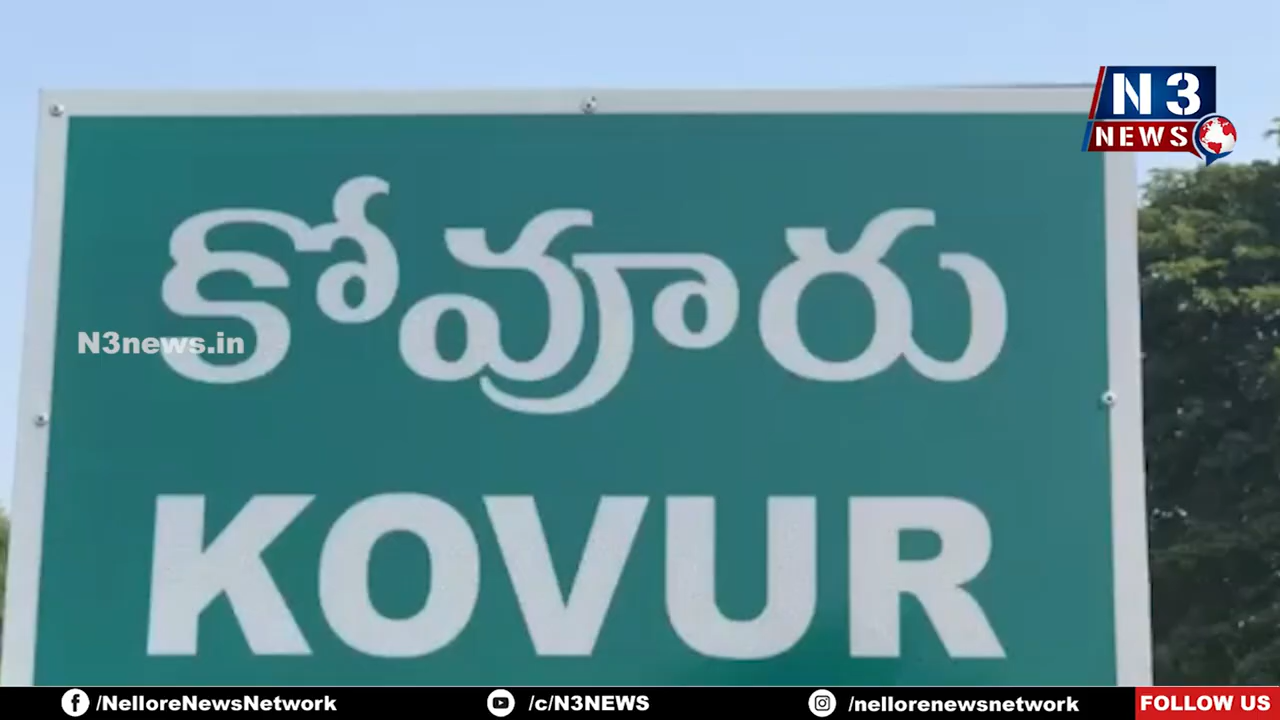 N3
NEWS
కోవూరు
N3news.in
KOVUR
/NelloreNewsNetwork
/c/N3NEWS
/nellorenewsnetwork
FOLLOW US